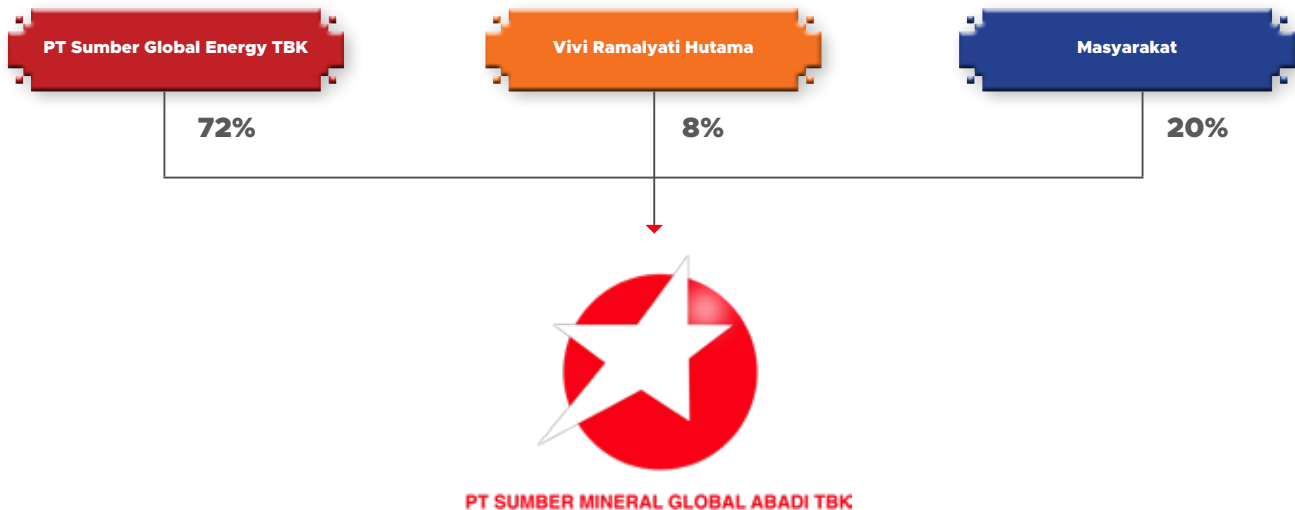 PT Sumber Global Energy TBK
Vivi Ramalyati Hutama
Masyarakat
72%
8%
20%
PT SUMBER MINERAL GLOBAL ABADI TBK